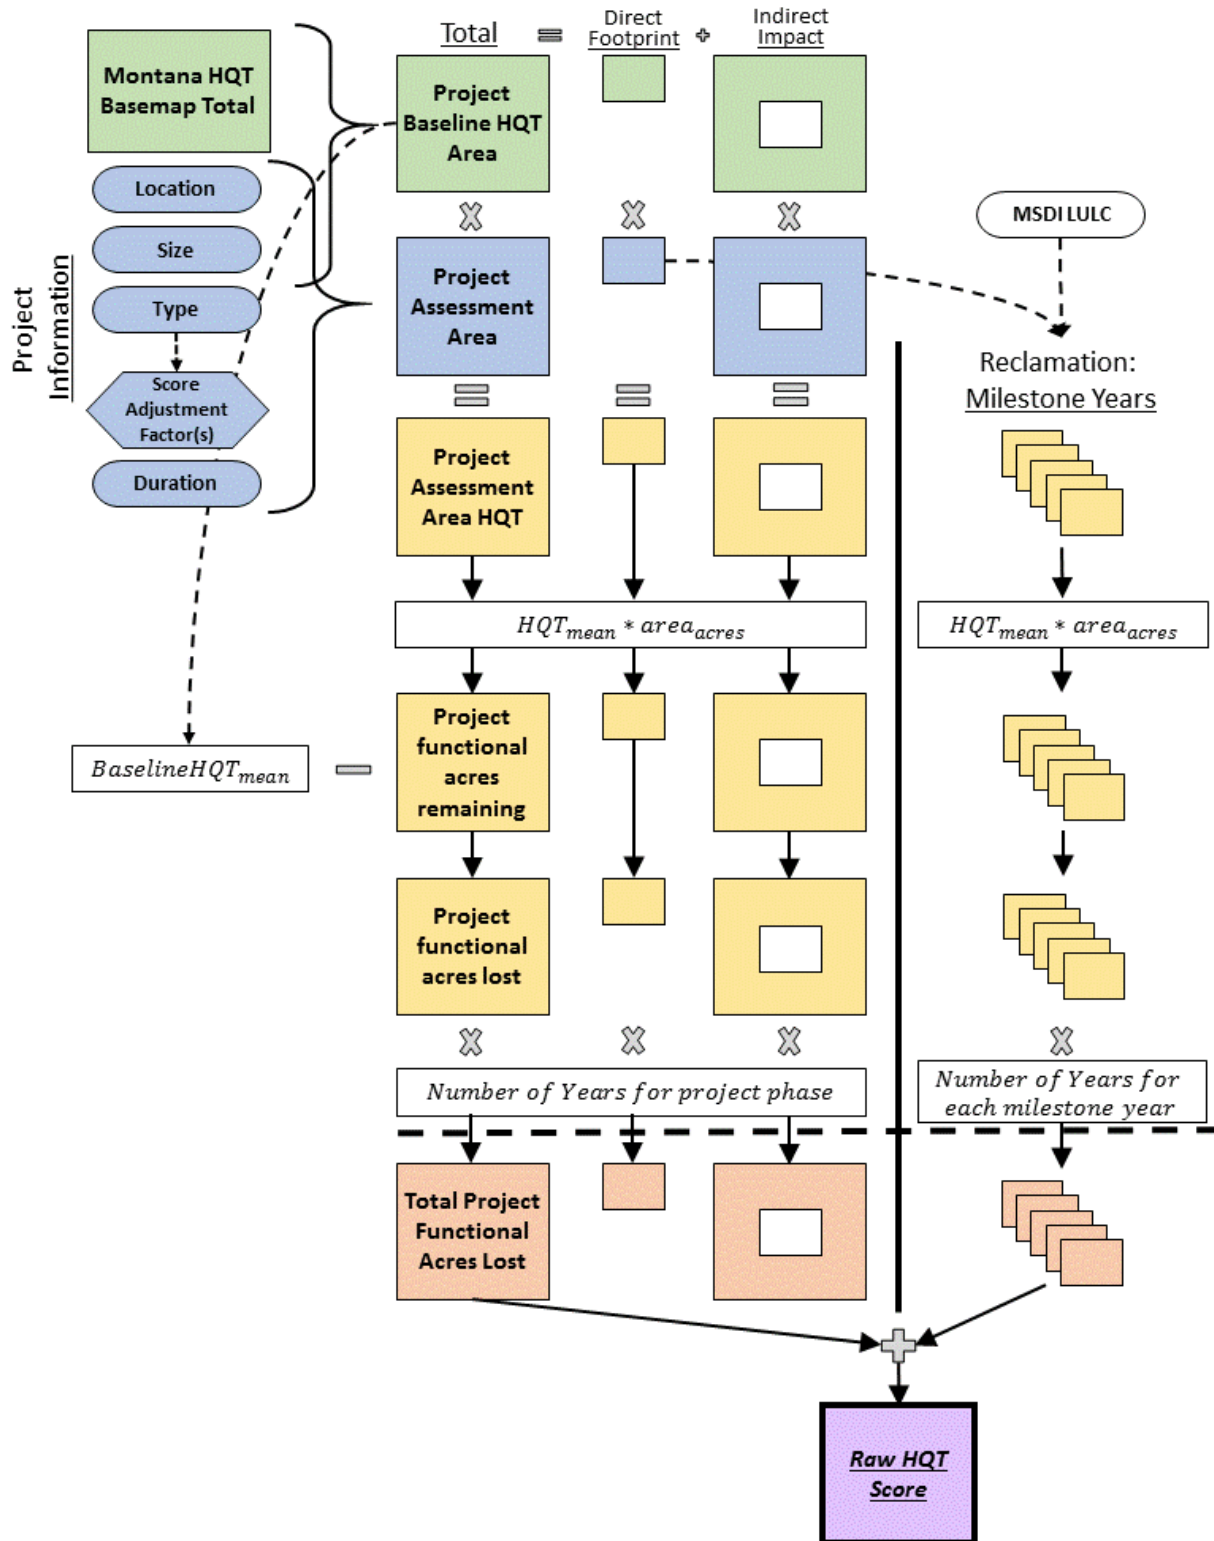 Total = Direct Footprint + Indirect Impact
Montana HQT
Basemap Total
Project
Baseline HQT
Area
Project
Information
Location
Size
Type
Score
Adjustment
Factor(s)
Duration
MSDI LULC
Project
Assessment
Area
Reclamation:
Milestone Years
Project
Assessment
Area HQT
HQT_mean * area_acres
HQT_mean * area_acres
BaselineHQT_mean
Project
functional
acres
remaining
Project
functional
acres lost
Number of Years for project phase
Number of Years for
each milestone year
Total Project
Functional
Acres Lost
Raw HQT
Score